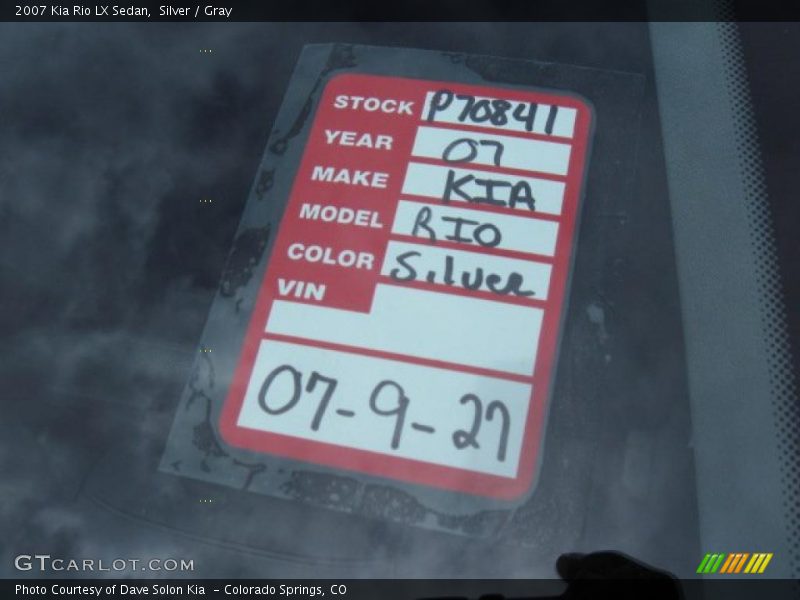 2007 Kia Rio LX Sedan,  Silver / Gray
STOCK P70841
YEAR 07
MAKE KIA
MODEL RIO
COLOR Silver
VIN
07-9-27
GTCARLOT.COM
Photo Courtesy of Dave Solon Kia  - Colorado Springs, CO